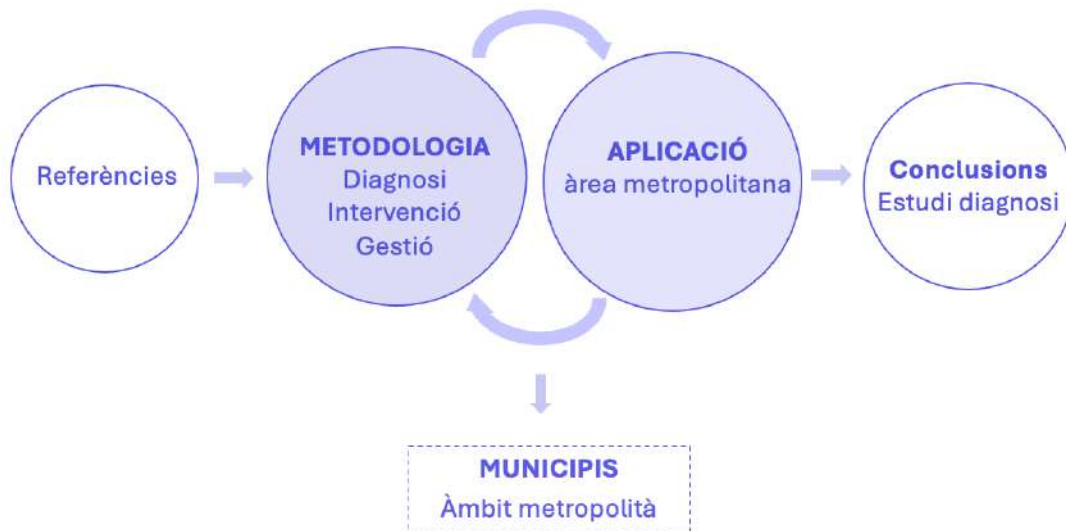 Referències
METODOLOGIA
Diagnosi
Intervenció
Gestió
APLICACIÓ
àrea metropolitana
Conclusions
Estudi diagnosi
MUNICIPIS
Àmbit metropolità